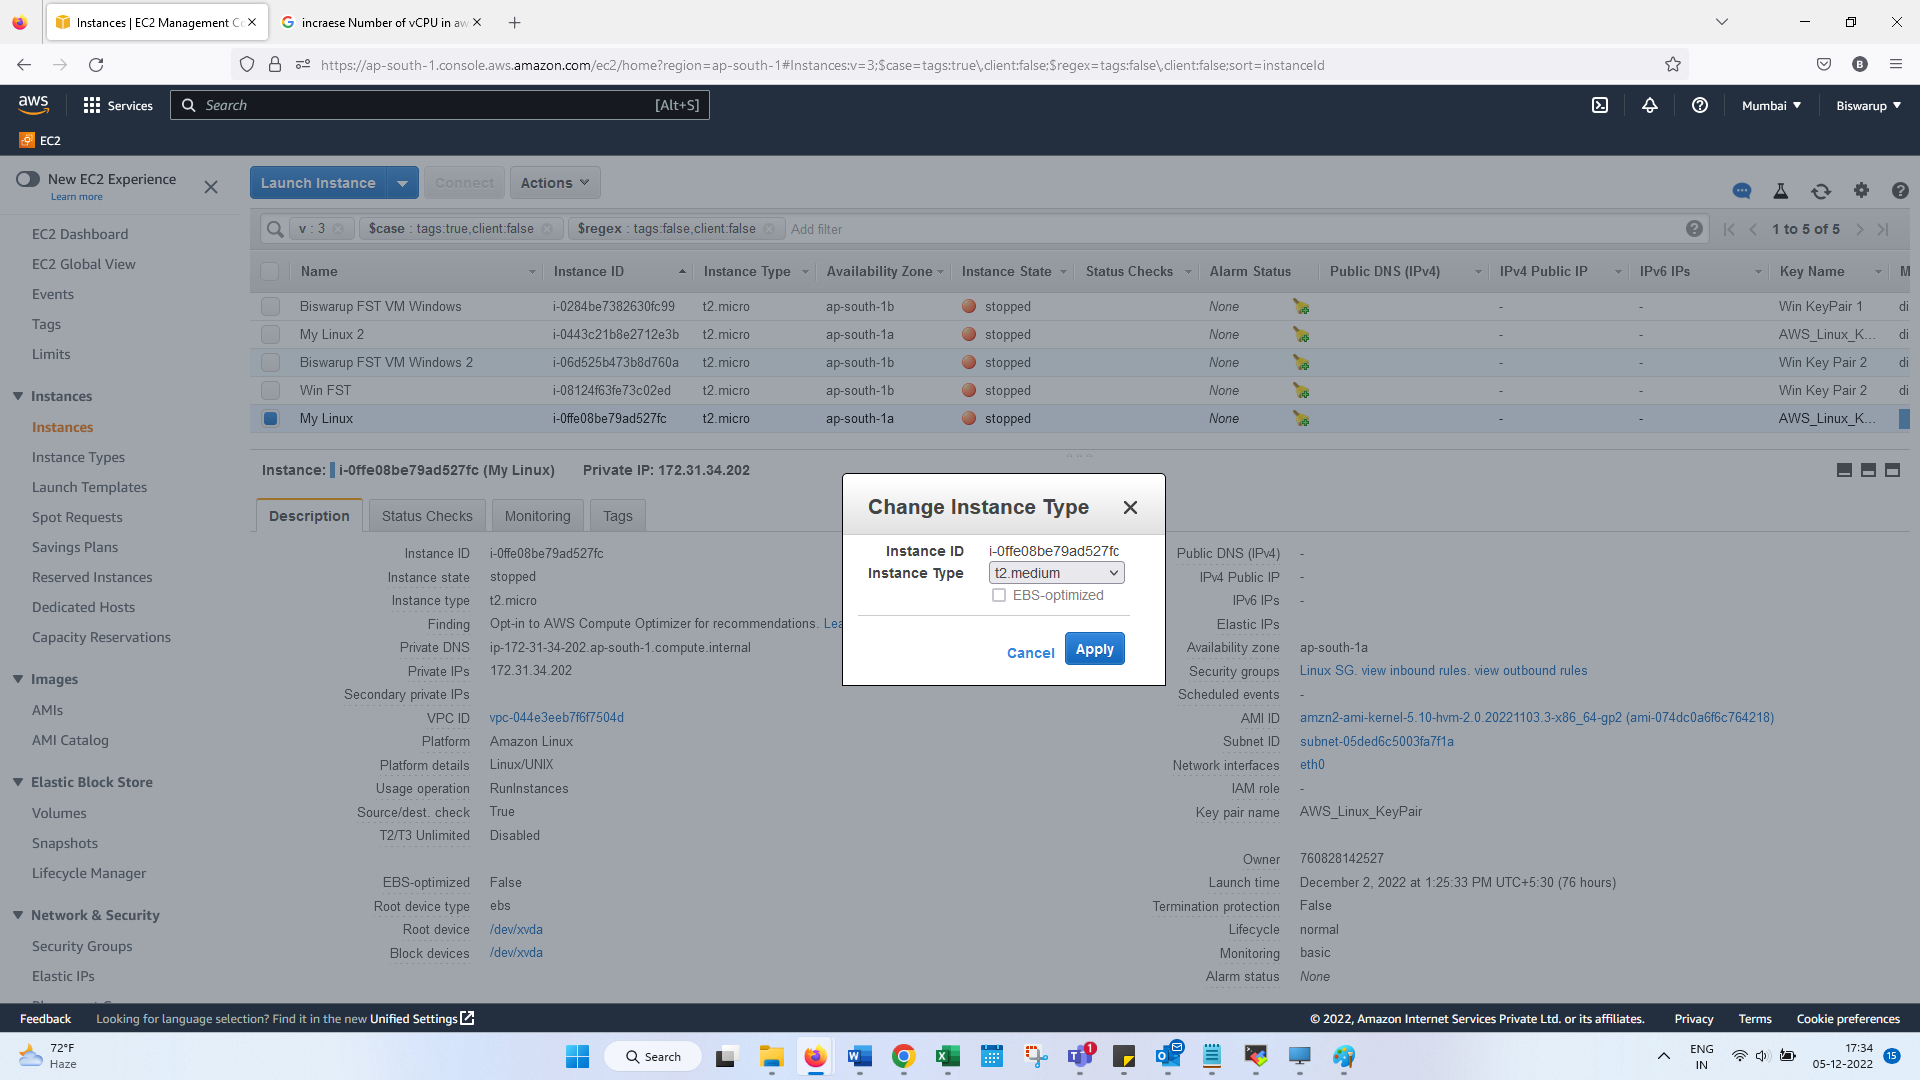 Instances | EC2 Management Co
incraese Number of vCPU in aw
https://ap-south-1.console.aws.amazon.com/ec2/home?region=ap-south-1#Instances:v=3;$case=tags:true\,client:false;$regex=tags:false\,client:false;sort=instanceId
aws
Services
Search
[Alt+S]
Mumbai
Biswarup
EC2
New EC2 Experience
Learn more
EC2 Dashboard
EC2 Global View
Events
Tags
Limits
Instances
Instances
Instance Types
Launch Templates
Spot Requests
Savings Plans
Reserved Instances
Dedicated Hosts
Capacity Reservations
Images
AMIs
AMI Catalog
Elastic Block Store
Volumes
Snapshots
Lifecycle Manager
Network & Security
Security Groups
Elastic IPs
Launch Instance
Connect
Actions
v : 3
$case : tags:true,client:false
$regex : tags:false,client:false
Add filter
1 to 5 of 5
Name Instance ID Instance Type Availability Zone Instance State Status Checks Alarm Status Public DNS (IPv4) IPv4 Public IP IPv6 IPs Key Name M
Biswarup FST VM Windows i-0284be7382630fc99 t2.micro ap-south-1b stopped None - - Win KeyPair 1 di
My Linux 2 i-0443c21b8e2712e3b t2.micro ap-south-1a stopped None - - AWS_Linux_K... di
Biswarup FST VM Windows 2 i-06d525b473b8d760a t2.micro ap-south-1b stopped None - - Win Key Pair 2 di
Win FST i-08124f63fe73c02ed t2.micro ap-south-1b stopped None - - Win Key Pair 2 di
My Linux i-0ffe08be79ad527fc t2.micro ap-south-1a stopped None - - AWS_Linux_K...
Instance: i-0ffe08be79ad527fc (My Linux) Private IP: 172.31.34.202
Description
Status Checks
Monitoring
Tags
Instance ID i-0ffe08be79ad527fc
Instance state stopped
Instance type t2.micro
Finding Opt-in to AWS Compute Optimizer for recommendations. Lea
Private DNS ip-172-31-34-202.ap-south-1.compute.internal
Private IPs 172.31.34.202
Secondary private IPs
VPC ID vpc-044e3eeb7f6f7504d
Platform Amazon Linux
Platform details Linux/UNIX
Usage operation RunInstances
Source/dest. check True
T2/T3 Unlimited Disabled
EBS-optimized False
Root device type ebs
Root device /dev/xvda
Block devices /dev/xvda
Change Instance Type
Instance ID i-0ffe08be79ad527fc
Instance Type t2.medium
EBS-optimized
Cancel
Apply
Public DNS (IPv4) -
IPv4 Public IP -
IPv6 IPs -
Elastic IPs
Availability zone ap-south-1a
Security groups Linux SG. view inbound rules. view outbound rules
Scheduled events -
AMI ID amzn2-ami-kernel-5.10-hvm-2.0.20221103.3-x86_64-gp2 (ami-074dc0a6f6c764218)
Subnet ID subnet-05ded6c5003fa7f1a
Network interfaces eth0
IAM role -
Key pair name AWS_Linux_KeyPair
Owner 760828142527
Launch time December 2, 2022 at 1:25:33 PM UTC+5:30 (76 hours)
Termination protection False
Lifecycle normal
Monitoring basic
Alarm status None
Feedback
Looking for language selection? Find it in the new Unified Settings
© 2022, Amazon Internet Services Private Ltd. or its affiliates.
Privacy
Terms
Cookie preferences
72°F
Haze
Search
1
ENG
IN
17:34
05-12-2022
15